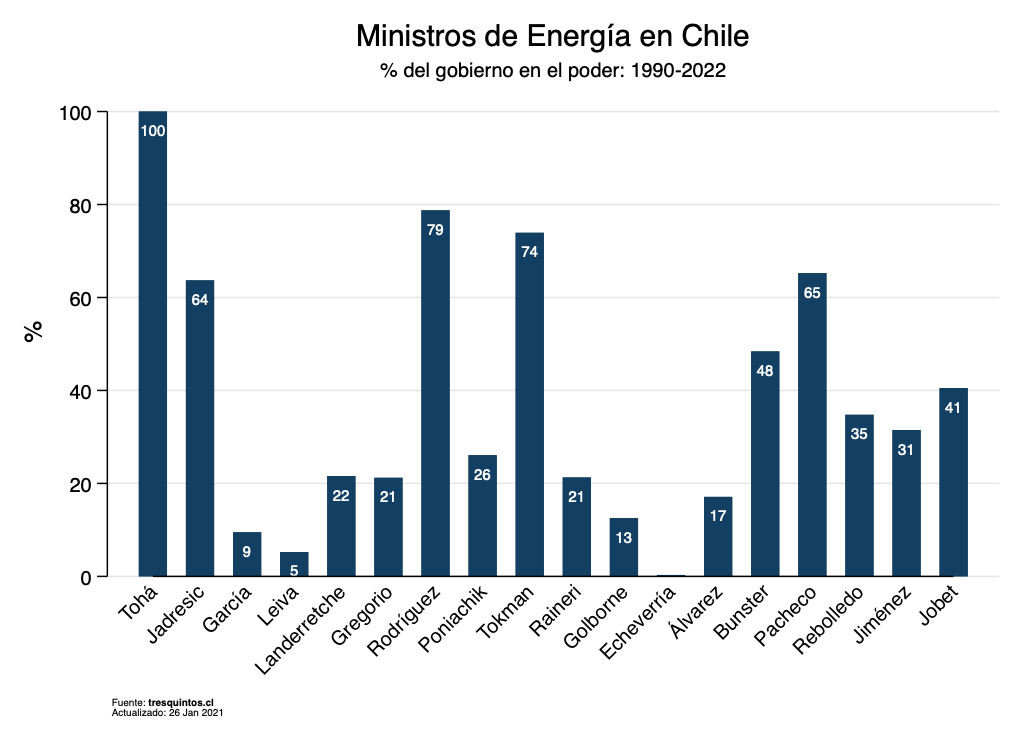 Ministros de Energía en Chile
% del gobierno en el poder: 1990-2022
%
100
80
60
40
20
0
100
64
9
5
22
21
79
26
74
21
13
17
48
65
35
31
41
Tohá
Jadresic
García
Leiva
Landerretche
Gregorio
Rodríguez
Poniachik
Tokman
Raineri
Golborne
Echeverría
Álvarez
Bunster
Pacheco
Rebolledo
Jiménez
Jobet
Fuente: tresquintos.cl
Actualizado: 26 Jan 2021